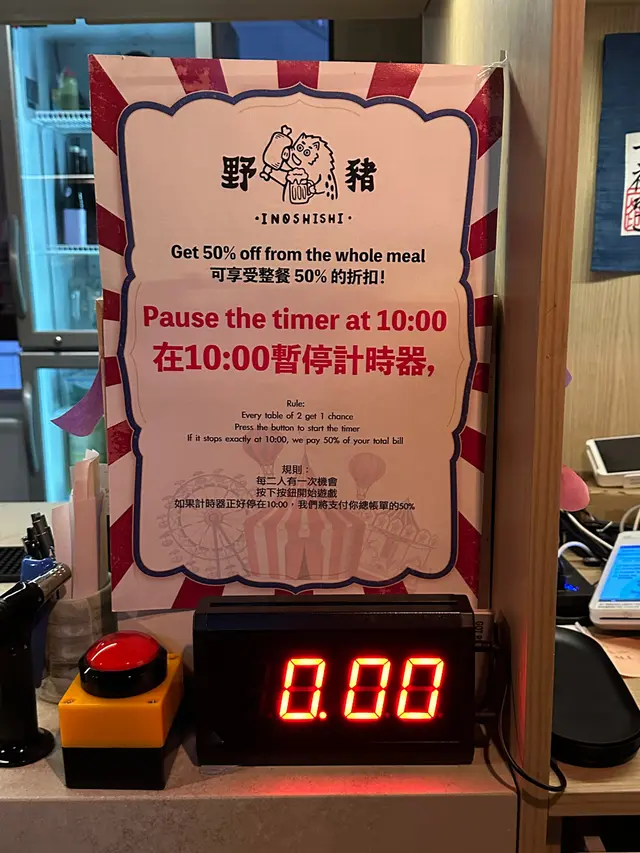 野 豬
·INOSHISHI·
Get 50% off from the whole meal
可享受整餐 50% 的折扣!
Pause the timer at 10:00
在10:00暫停計時器,
Rule:
Every table of 2 get 1 chance
Press the button to start the timer
If it stops exactly at 10:00, we pay 50% of your total bill
規則：
每二人有一次機會
按下按鈕開始遊戲
如果計時器正好停在10:00，我們將支付你總帳單的50%
0.00